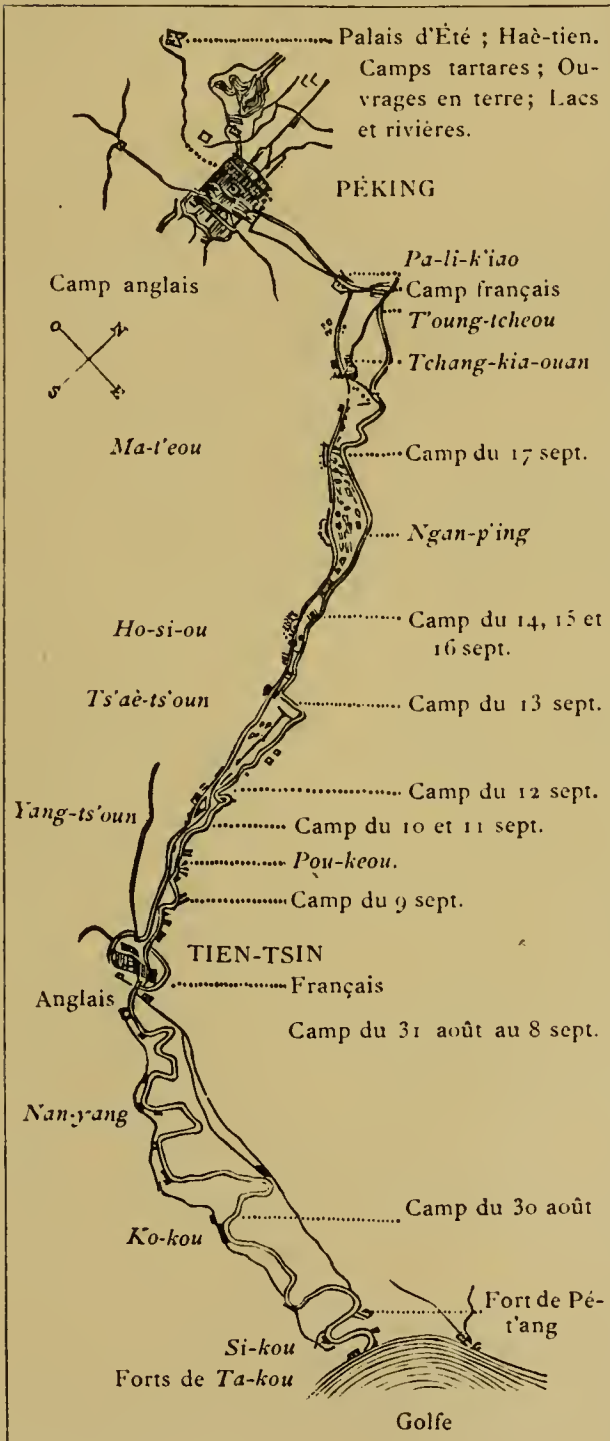 Palais d'Été ; Haè-tien.
Camps tartares ; Ou-
vrages en terre ; Lacs
et rivières.
PÉKING
Pa-li-k'iao
Camp anglais
Camp français
T'oung-tcheou
O
N
S
E
Tchang-kia-ouan
Ma-t'eou
Camp du 17 sept.
Ngan-p'ing
Ho-si-ou
Camp du 14, 15 et
16 sept.
Ts'aè-ts'oun
Camp du 13 sept.
Camp du 12 sept.
Yang-ts'oun
Camp du 10 et 11 sept.
Pou-keou.
Camp du 9 sept.
TIEN-TSIN
Français
Anglais
Camp du 31 août au 8 sept.
Nan-yang
Camp du 30 août
Ko-kou
Fort de Pé-
t'ang
Si-kou
Forts de Ta-kou
Golfe